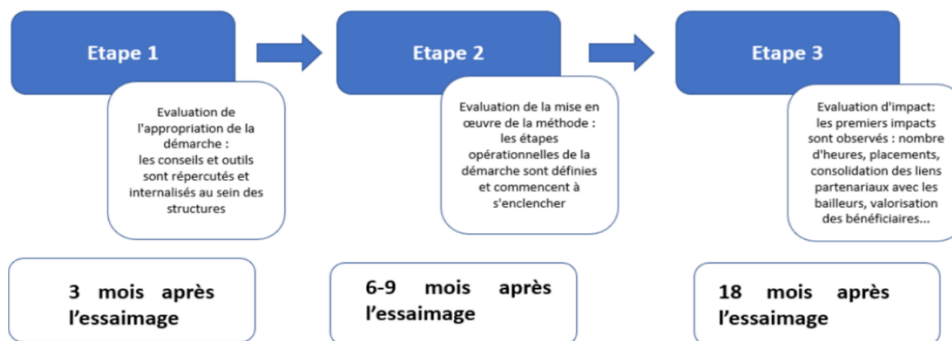 Etape 1
Evaluation de
l'appropriation de la
démarche :
les conseils et outils
sont répercutés et
internalisés au sein des
structures
3 mois après
l’essaimage
Etape 2
Evaluation de la mise en
œuvre de la méthode :
les étapes
opérationnelles de la
démarche sont définies
et commencent à
s'enclencher
6-9 mois après
l’essaimage
Etape 3
Evaluation d'impact:
les premiers impacts
sont observés : nombre
d'heures, placements,
consolidation des liens
partenariaux avec les
bailleurs, valorisation
des bénéficiaires...
18 mois après
l’essaimage